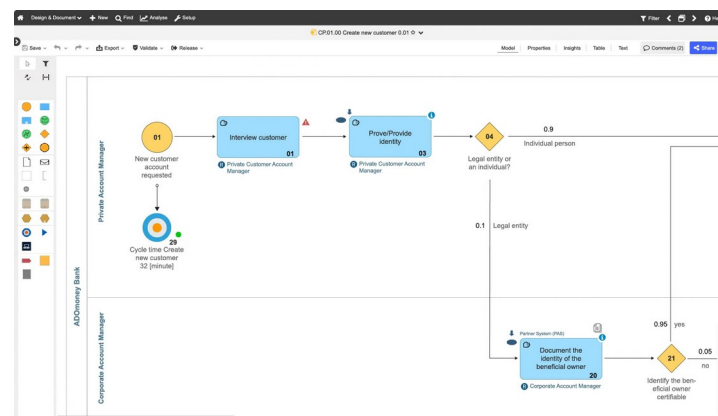 Design & Document New Find Analyse Setup Filter
CP.01.00 Create new customer 0.01
Save Export Validate Release Model Properties Insights Table Text Comments (2) Share
ADOmoney Bank
Private Account Manager
01
New customer
account
requested
Interview customer
01
Private Customer Account
Manager
Prove/Provide
identity
03
Private Customer Account
Manager
04
Legal entity or
an individual?
0.9
Individual person
29
Cycle time Create
new customer
32 [minute]
0.1 Legal entity
Corporate Account Manager
Partner System (PAS)
Document the
identity of the
beneficial owner
20
Corporate Account Manager
0.95 yes
21
0.05
no
Identify the ben-
eficial owner
certifiable